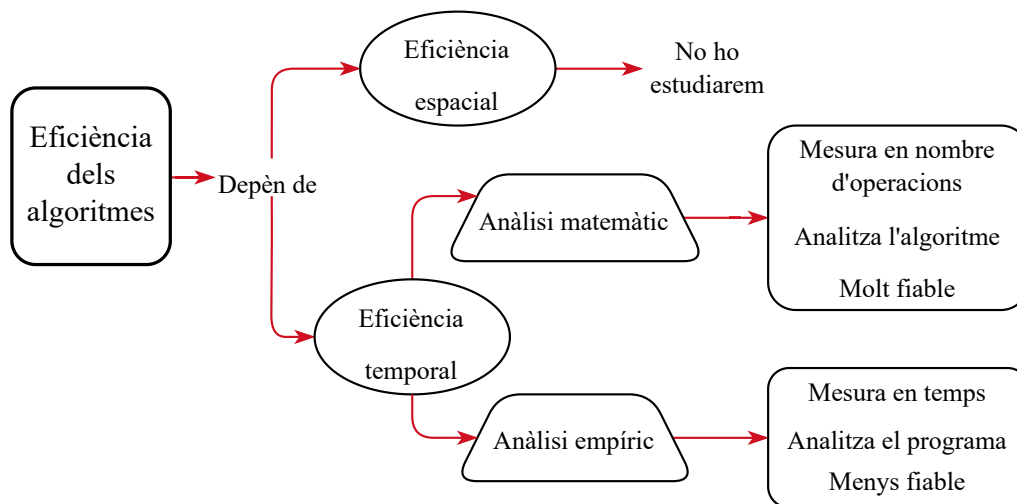 Eficiència
dels
algoritmes
Depèn de
Eficiència
espacial
No ho
estudiarem
Eficiència
temporal
Anàlisi matemàtic
Mesura en nombre
d'operacions
Analitza l'algoritme
Molt fiable
Anàlisi empíric
Mesura en temps
Analitza el programa
Menys fiable